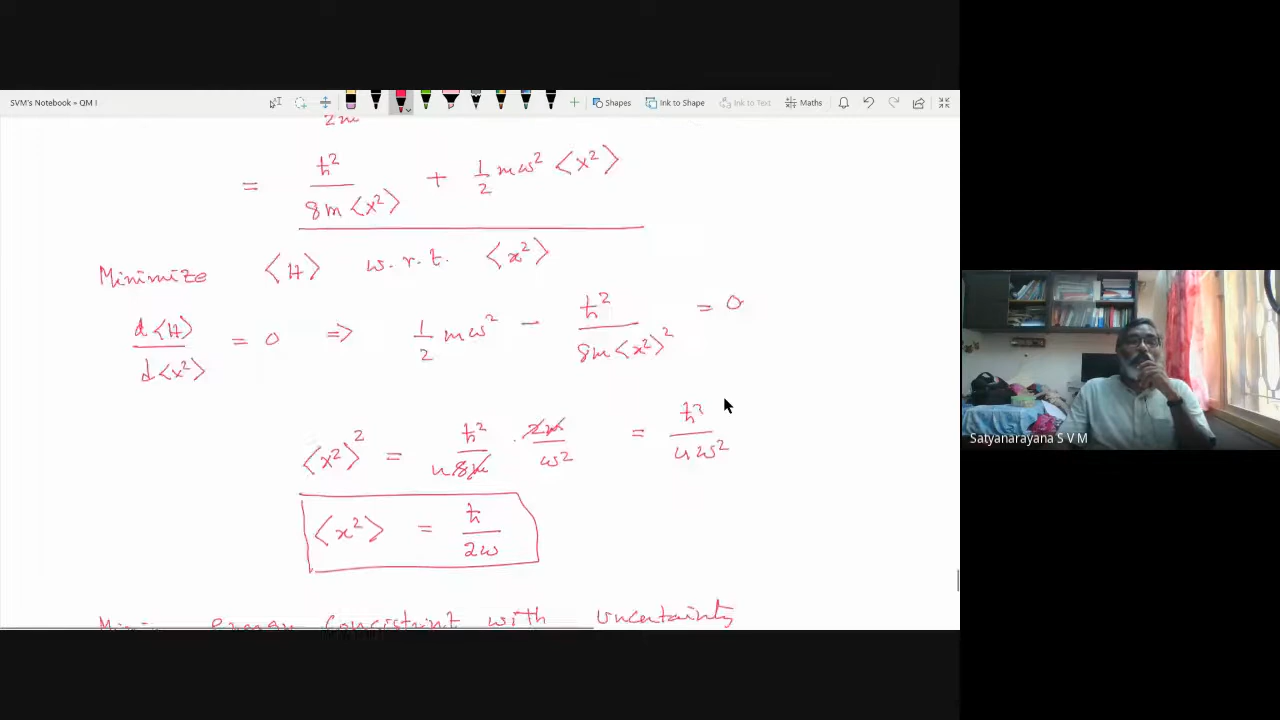 SVM's Notebook » QM I
Shapes Ink to Shape Ink to Text Maths
2m
= ħ² / 8m⟨x²⟩ + 1/2 mω² ⟨x²⟩
Minimize ⟨H⟩ w.r.t. ⟨x²⟩
d⟨H⟩ / d⟨x²⟩ = 0 => 1/2 mω² - ħ² / 8m⟨x²⟩² = 0
⟨x²⟩² = ħ² / 4 8m · 2m / ω² = ħ² / 4ω²
⟨x²⟩ = ħ / 2ω
energy consistent with uncertainty
Satyanarayana S V M